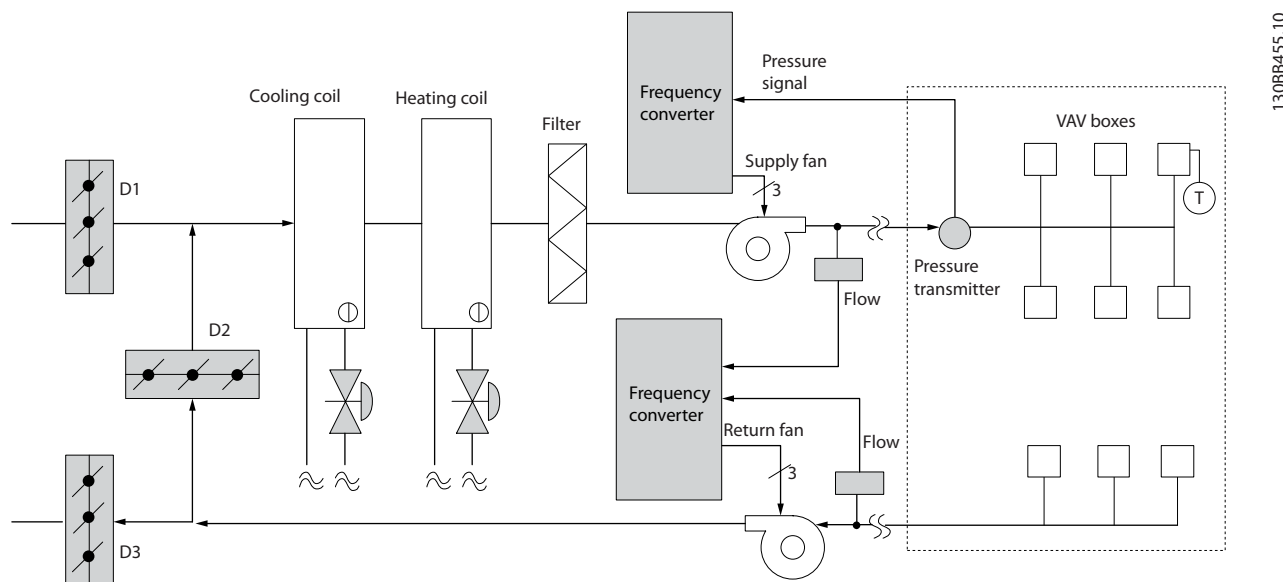 130BB455.10
Pressure
signal
Frequency
converter
Cooling coil
Heating coil
Filter
VAV boxes
Supply fan
3
D1
T
Pressure
transmitter
Flow
D2
Frequency
converter
Return fan
3
Flow
D3